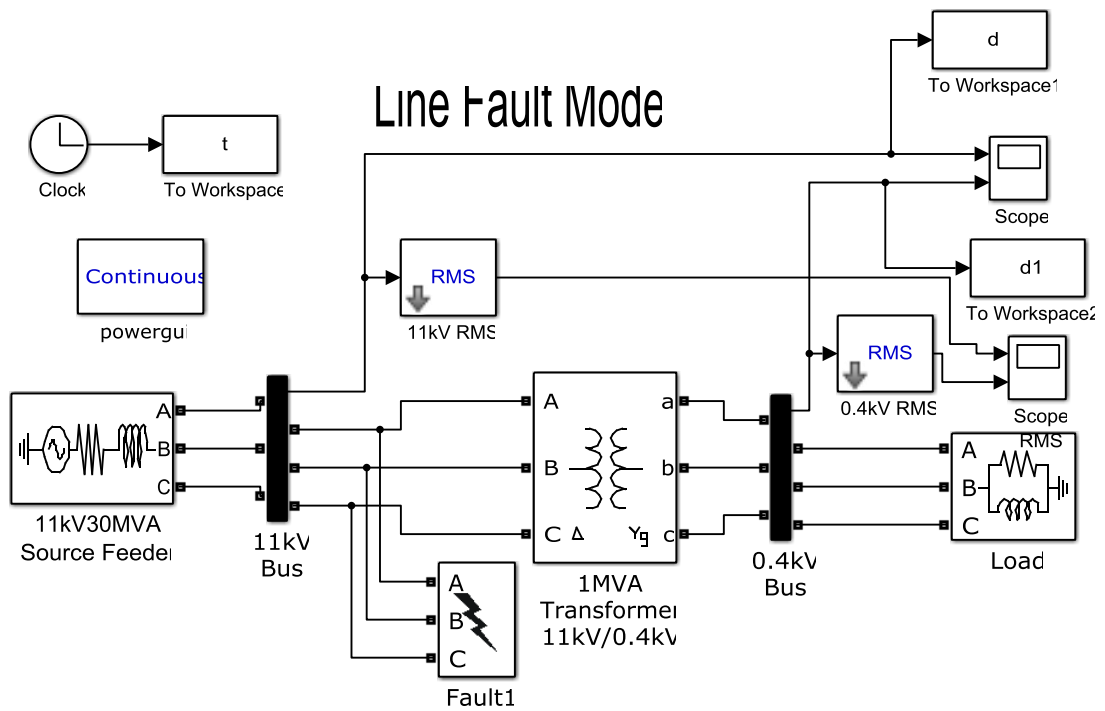 d
To Workspace1
Line Fault Mode
t
Clock
To Workspace
Scope
Continuous
powergui
RMS
11kV RMS
d1
To Workspace2
RMS
0.4kV RMS
Scope
RMS
A
B
C
11kV30MVA
Source Feeder
11kV
Bus
A
B
C
Δ
a
b
c
Yg
1MVA
Transformer
11kV/0.4kV
0.4kV
Bus
A
B
C
Load
A
B
C
Fault1